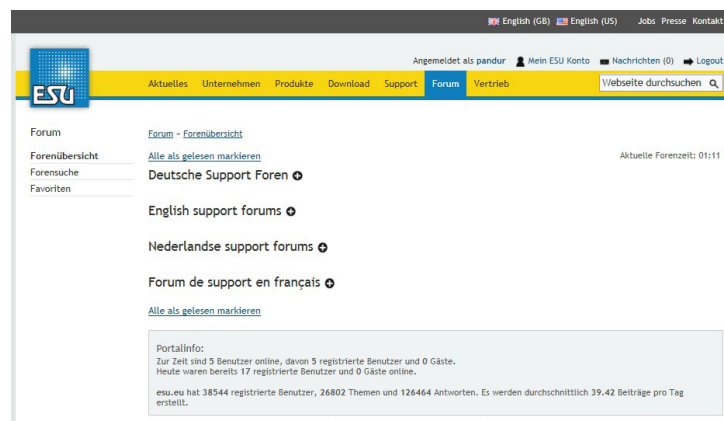 English (GB) English (US) Jobs Presse Kontakt
Angemeldet als pandur Mein ESU Konto Nachrichten (0) Logout
ESU
Aktuelles Unternehmen Produkte Download Support Forum Vertrieb Webseite durchsuchen
Forum
Forenübersicht
Forensuche
Favoriten
Forum - Forenübersicht
Alle als gelesen markieren Aktuelle Forenzeit: 01:11
Deutsche Support Foren
English support forums
Nederlandse support forums
Forum de support en français
Alle als gelesen markieren
Portalinfo:
Zur Zeit sind 5 Benutzer online, davon 5 registrierte Benutzer und 0 Gäste.
Heute waren bereits 17 registrierte Benutzer und 0 Gäste online.
esu.eu hat 38544 registrierte Benutzer, 26802 Themen und 126464 Antworten. Es werden durchschnittlich 39.42 Beiträge pro Tag
erstellt.